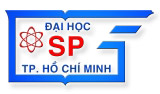 ĐẠI HỌC
SP
TP. HỒ CHÍ MINH